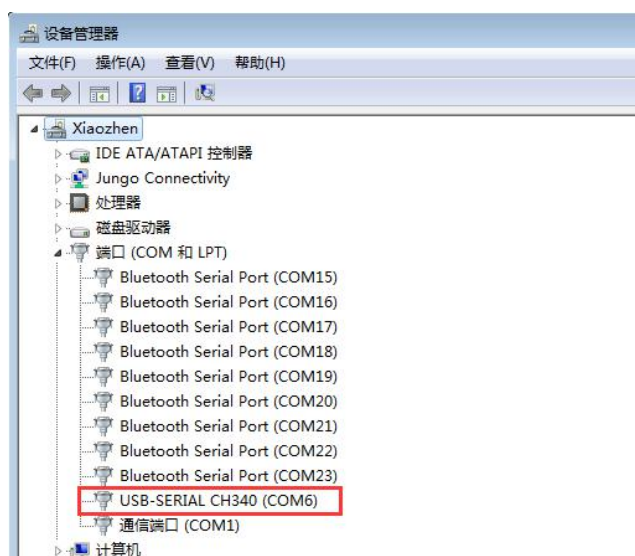 设备管理器
文件(F) 操作(A) 查看(V) 帮助(H)
Xiaozhen
IDE ATA/ATAPI 控制器
Jungo Connectivity
处理器
磁盘驱动器
端口 (COM 和 LPT)
Bluetooth Serial Port (COM15)
Bluetooth Serial Port (COM16)
Bluetooth Serial Port (COM17)
Bluetooth Serial Port (COM18)
Bluetooth Serial Port (COM19)
Bluetooth Serial Port (COM20)
Bluetooth Serial Port (COM21)
Bluetooth Serial Port (COM22)
Bluetooth Serial Port (COM23)
USB-SERIAL CH340 (COM6)
通信端口 (COM1)
计算机